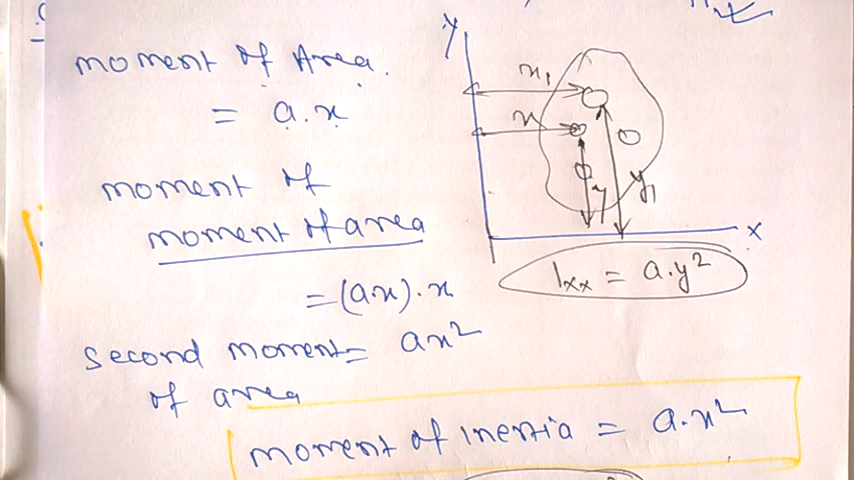 moment of Area.
= a.x
moment of
moment of area
= (ax).x
second moment = ax²
of area
moment of inertia = a.x²
y
x₁
x
y
y₁
x
Ixx = a.y²